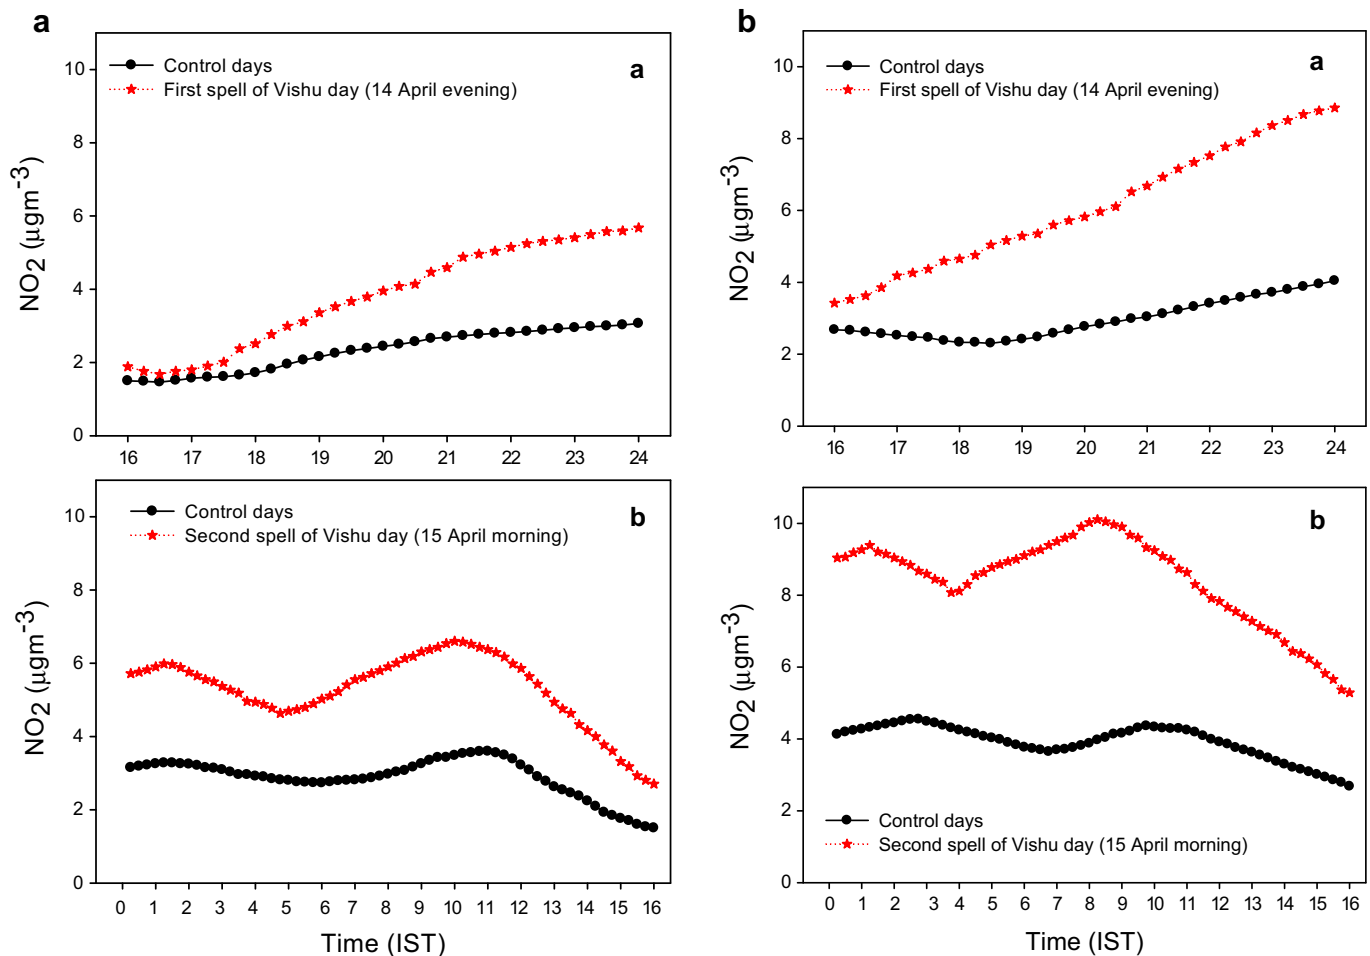 a
Control days
First spell of Vishu day (14 April evening)
a
10
8
6
4
2
0
NO2 (μgm-3)
16 17 18 19 20 21 22 23 24
Control days
Second spell of Vishu day (15 April morning)
b
10
8
6
4
2
0
NO2 (μgm-3)
0 1 2 3 4 5 6 7 8 9 10 11 12 13 14 15 16
Time (IST)
b
Control days
First spell of Vishu day (14 April evening)
a
10
8
6
4
2
0
NO2 (μgm-3)
16 17 18 19 20 21 22 23 24
b
10
8
6
4
2
0
NO2 (μgm-3)
Control days
Second spell of Vishu day (15 April morning)
0 1 2 3 4 5 6 7 8 9 10 11 12 13 14 15 16
Time (IST)